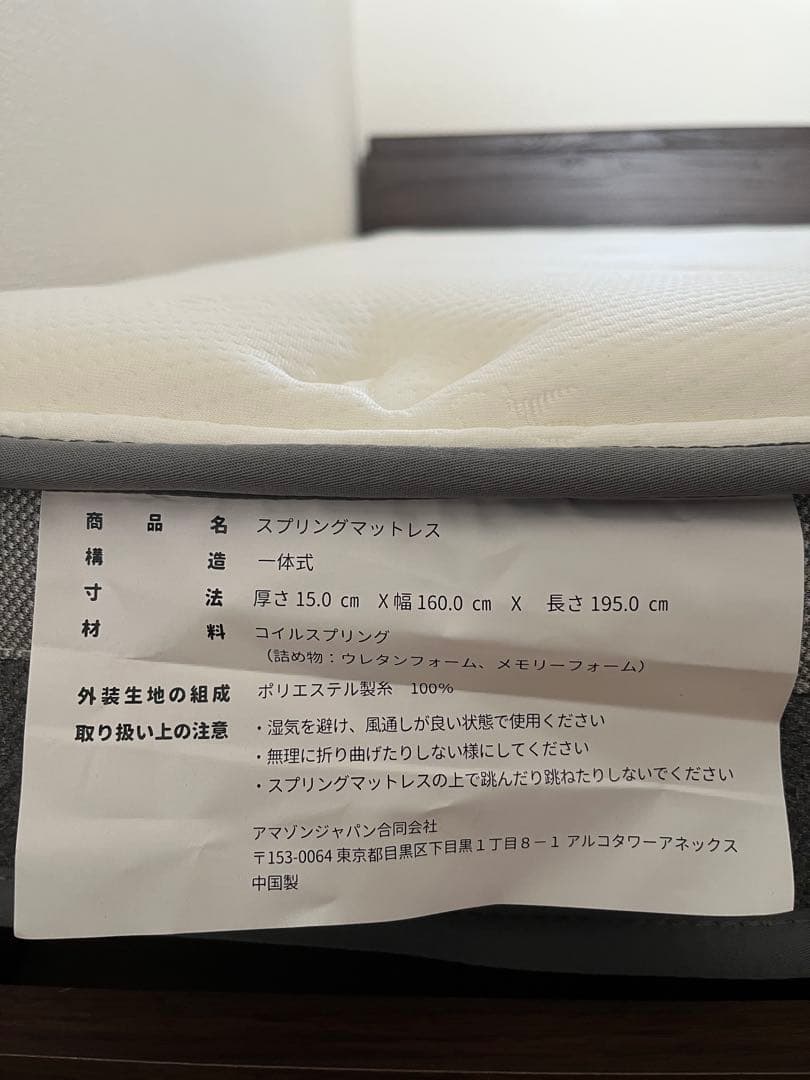 商品名 スプリングマットレス
構造 一体式
寸法 厚さ15.0 ㎝ X幅160.0 ㎝ X 長さ195.0 ㎝
材料 コイルスプリング
（詰め物：ウレタンフォーム、メモリーフォーム）
外装生地の組成 ポリエステル製糸 100%
取り扱い上の注意 ・湿気を避け、風通しが良い状態で使用ください
・無理に折り曲げたりしない様にしてください
・スプリングマットレスの上で跳んだり跳ねたりしないでください
アマゾンジャパン合同会社
〒153-0064 東京都目黒区下目黒１丁目８－１ アルコタワーアネックス
中国製